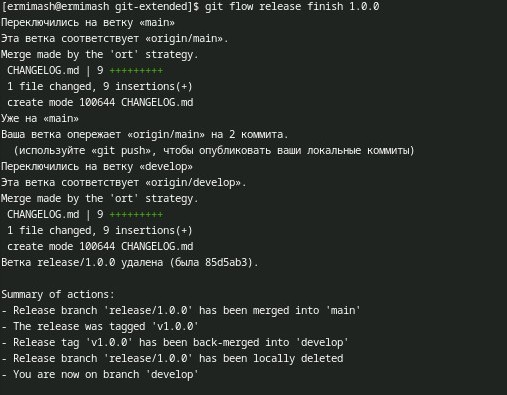 [ermimash@ermimash git-extended]$ git flow release finish 1.0.0
Переключились на ветку «main»
Эта ветка соответствует «origin/main».
Merge made by the 'ort' strategy.
 CHANGELOG.md | 9 +++++++++
 1 file changed, 9 insertions(+)
 create mode 100644 CHANGELOG.md
Уже на «main»
Ваша ветка опережает «origin/main» на 2 коммита.
  (используйте «git push», чтобы опубликовать ваши локальные коммиты)
Переключились на ветку «develop»
Эта ветка соответствует «origin/develop».
Merge made by the 'ort' strategy.
 CHANGELOG.md | 9 +++++++++
 1 file changed, 9 insertions(+)
 create mode 100644 CHANGELOG.md
Ветка release/1.0.0 удалена (была 85d5ab3).

Summary of actions:
- Release branch 'release/1.0.0' has been merged into 'main'
- The release was tagged 'v1.0.0'
- Release tag 'v1.0.0' has been back-merged into 'develop'
- Release branch 'release/1.0.0' has been locally deleted
- You are now on branch 'develop'